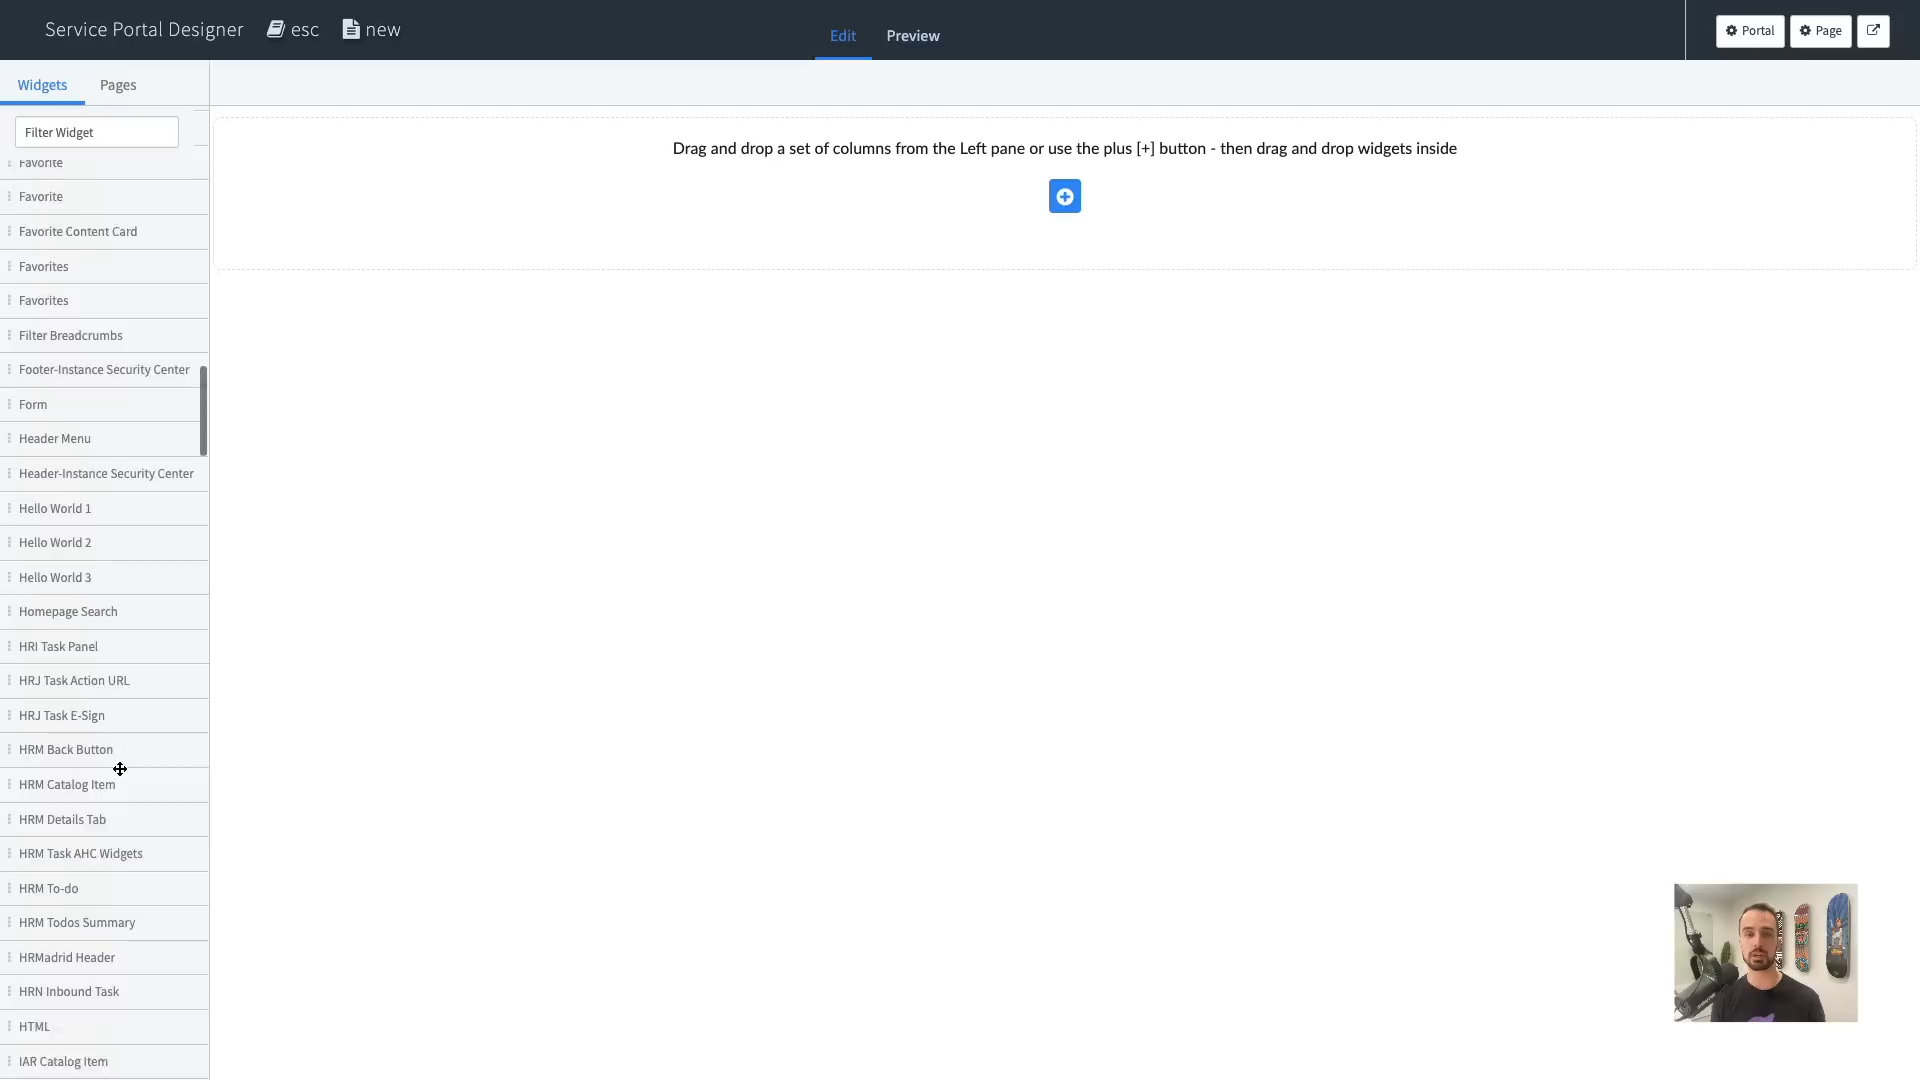 Service Portal Designer esc new
Edit Preview
Portal Page
Widgets Pages
Filter Widget
Drag and drop a set of columns from the Left pane or use the plus [+] button - then drag and drop widgets inside
Favorite
Favorite
Favorite Content Card
Favorites
Favorites
Filter Breadcrumbs
Footer-Instance Security Center
Form
Header Menu
Header-Instance Security Center
Hello World 1
Hello World 2
Hello World 3
Homepage Search
HRI Task Panel
HRJ Task Action URL
HRJ Task E-Sign
HRM Back Button
HRM Catalog Item
HRM Details Tab
HRM Task AHC Widgets
HRM To-do
HRM Todos Summary
HRMadrid Header
HRN Inbound Task
HTML
IAR Catalog Item